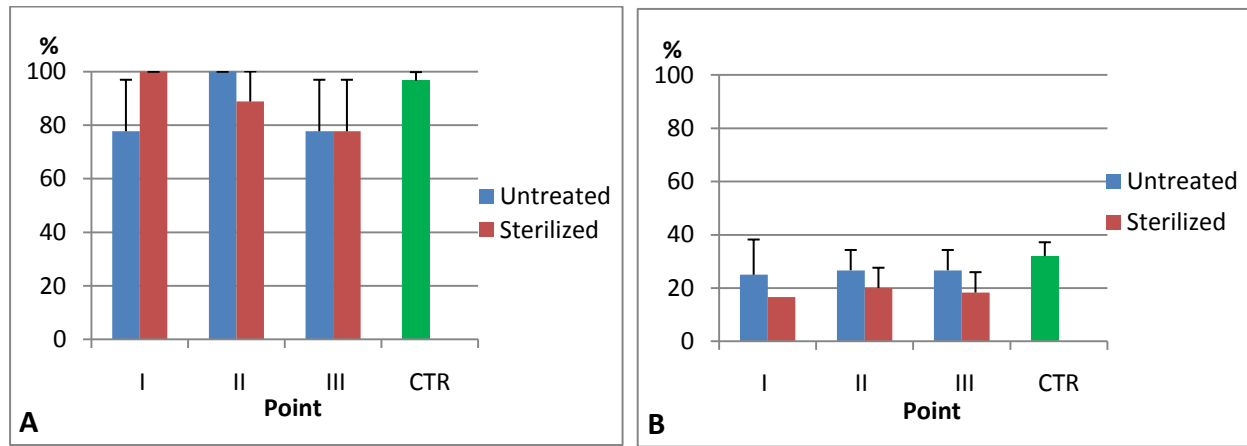 %
100
80
60
40
20
0
I II III CTR
Point
Untreated
Sterilized
A
%
100
80
60
40
20
0
I II III CTR
Point
Untreated
Sterilized
B